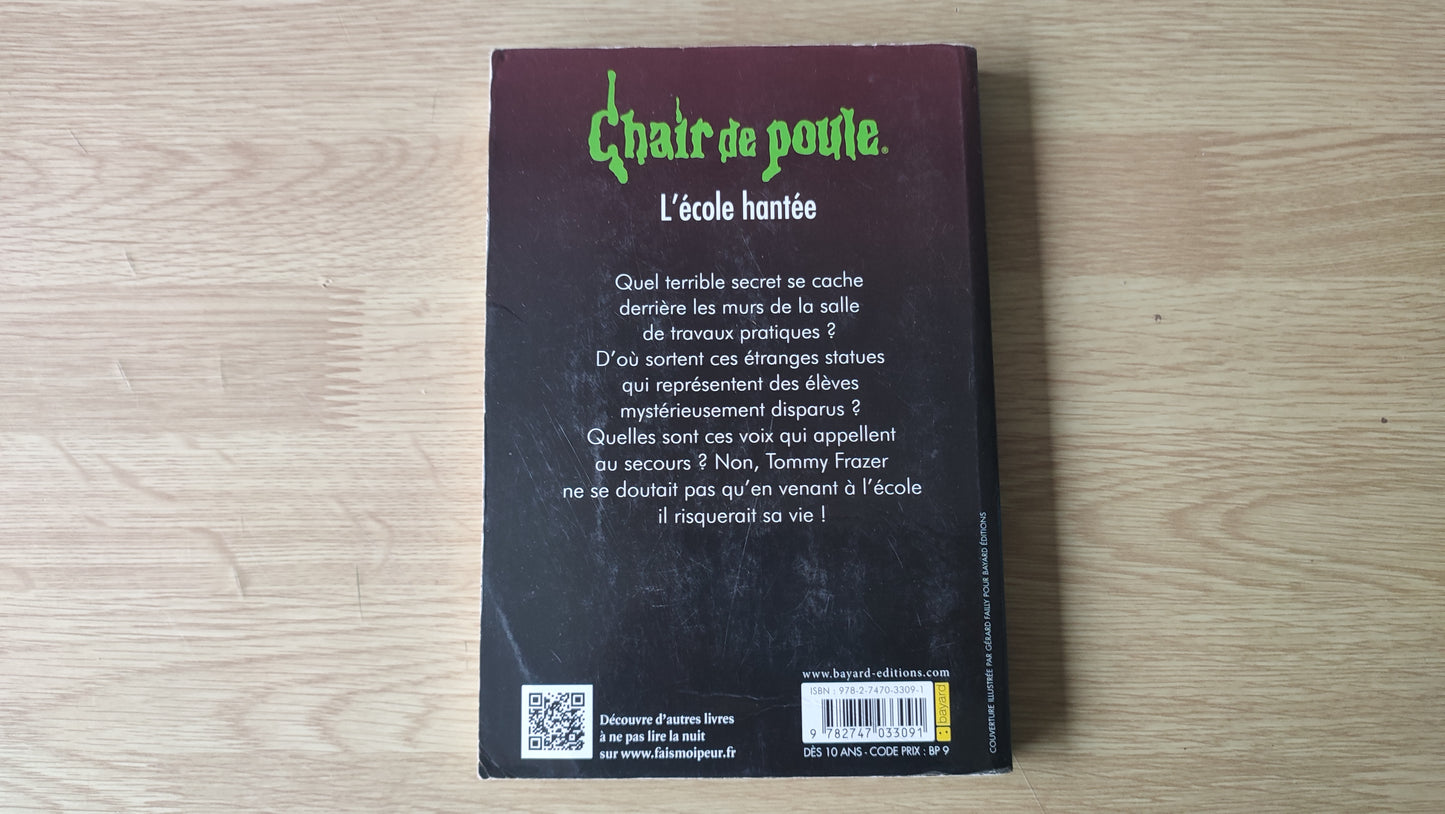 Chair de poule®
L'école hantée
Quel terrible secret se cache
derrière les murs de la salle
de travaux pratiques ?
D'où sortent ces étranges statues
qui représentent des élèves
mystérieusement disparus ?
Quelles sont ces voix qui appellent
au secours ? Non, Tommy Frazer
ne se doutait pas qu'en venant à l'école
il risquerait sa vie !
Découvre d'autres livres
à ne pas lire la nuit
sur www.faismoipeur.fr
www.bayard-editions.com
ISBN : 978-2-7470-3309-1
9 782747 033091
bayard
DÈS 10 ANS - CODE PRIX : BP 9
COUVERTURE ILLUSTRÉE PAR GÉRARD FAILLY POUR BAYARD ÉDITIONS